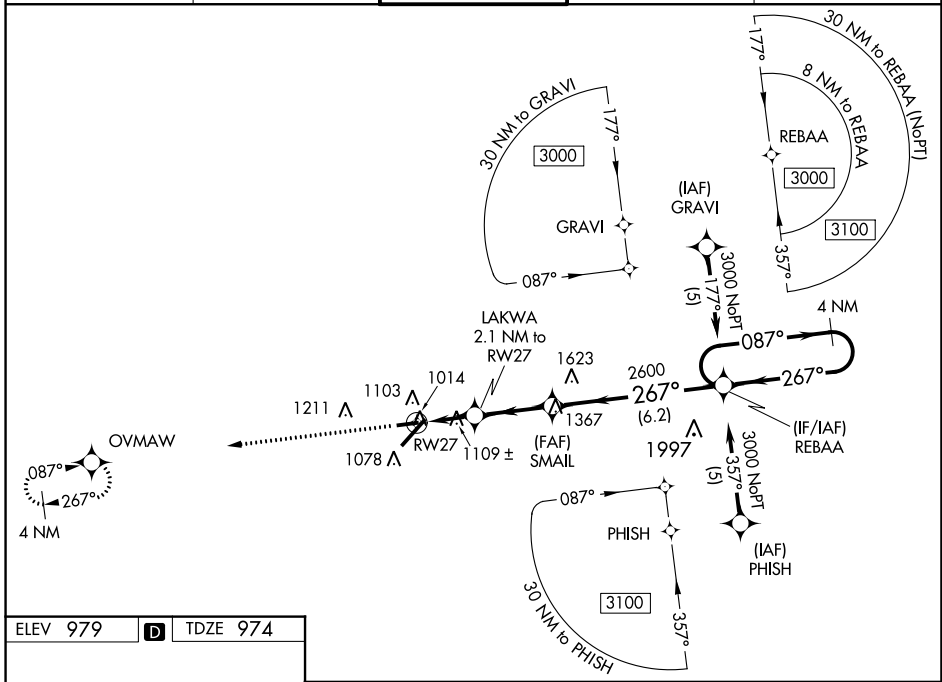 30 NM to REBAA (NoPT)
177°
8 NM to REBAA
REBAA
3000
3100
357°
30 NM to GRAVI
3000
177°
GRAVI
087°
(IAF)
GRAVI
3000 NoPT
177°
(5)
4 NM
087°
267°
LAKWA
2.1 NM to
RW27
1623
2600
267°
(6.2)
1103
1014
1211
1367
(IF/IAF)
REBAA
OVMAW
RW27
(FAF)
SMAIL
1997
1078
1109 ±
087°
267°
4 NM
3000 NoPT
357°
(5)
087°
PHISH
(IAF)
PHISH
3100
357°
30 NM to PHISH
ELEV 979 D TDZE 974